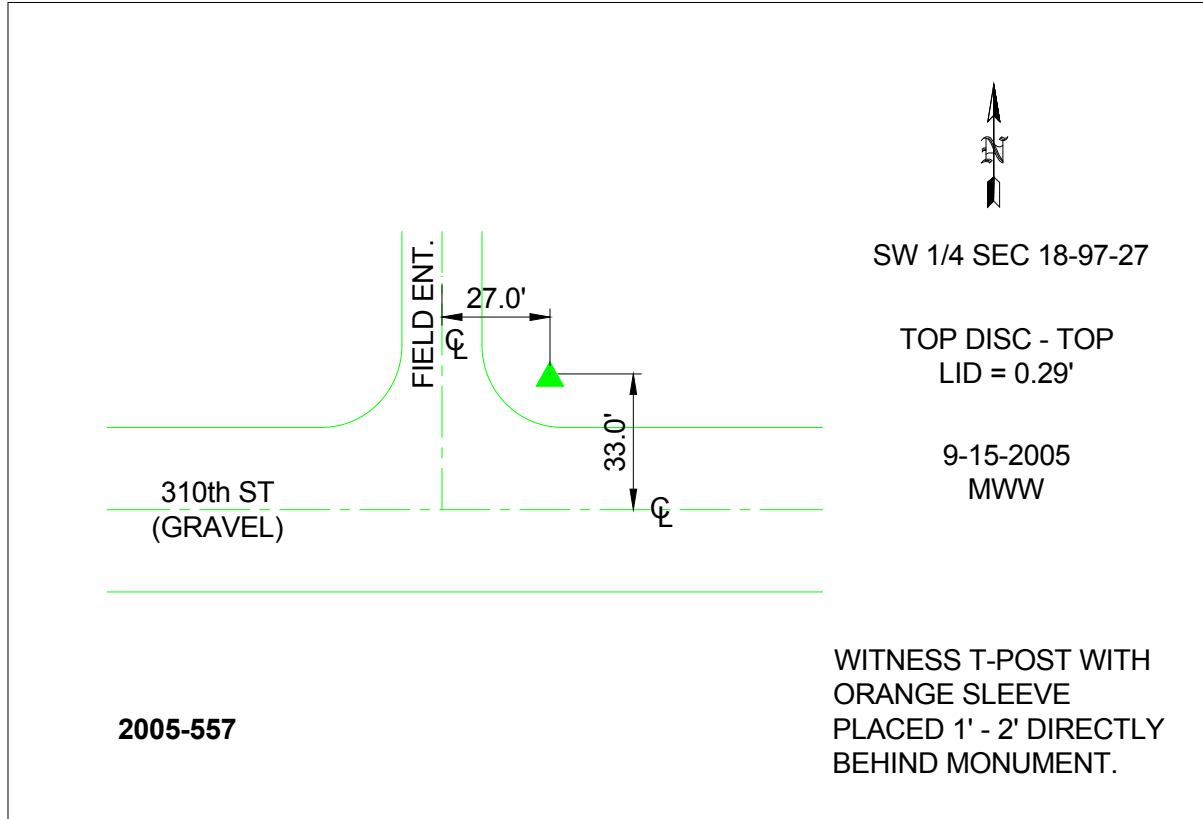 N
SW 1/4 SEC 18-97-27
FIELD ENT.
27.0'
℄
TOP DISC - TOP
LID = 0.29'
33.0'
9-15-2005
MWW
310th ST
(GRAVEL)
℄
WITNESS T-POST WITH
ORANGE SLEEVE
PLACED 1' - 2' DIRECTLY
BEHIND MONUMENT.
2005-557